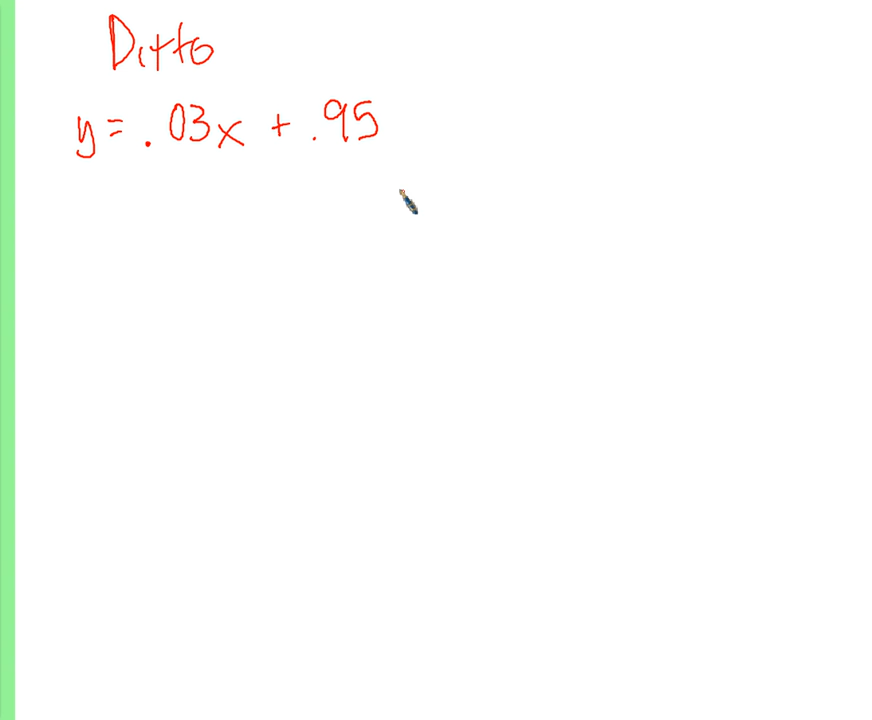 Ditto
y = .03x + .95